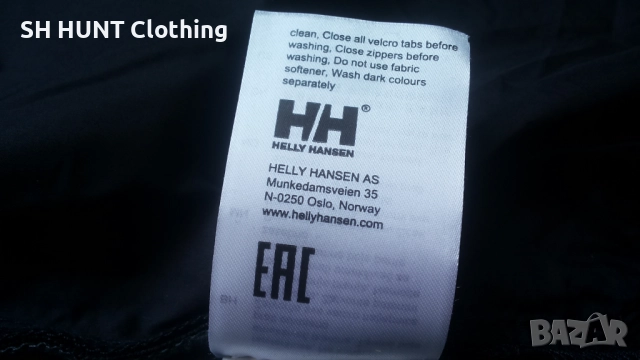 SH HUNT Clothing
clean, Close all velcro tabs before
washing, Close zippers before
washing, Do not use fabric
softener, Wash dark colours
separately
HH®
HELLY HANSEN
HELLY HANSEN AS
Munkedamsveien 35
N-0250 Oslo, Norway
www.hellyhansen.com
EAC
BAZAR